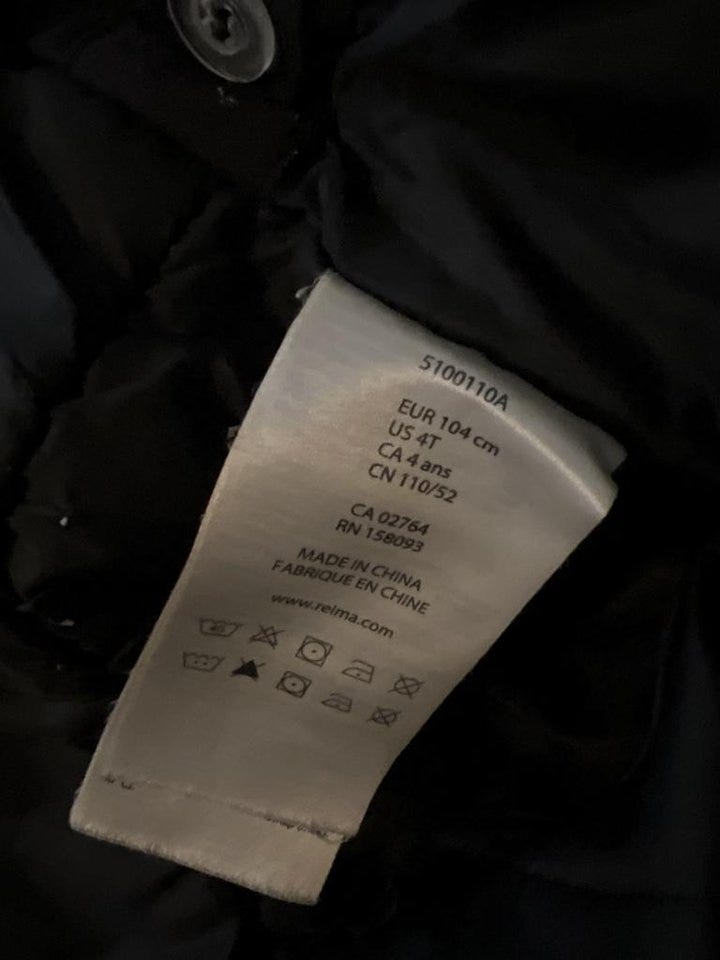 5100110A
EUR 104 cm
US 4T
CA 4 ans
CN 110/52
CA 02764
RN 158093
MADE IN CHINA
FABRIQUE EN CHINE
www.reima.com